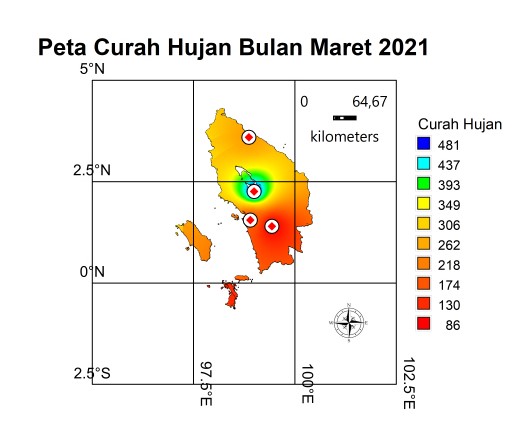 Peta Curah Hujan Bulan Maret 2021
5°N
0 64,67
kilometers
Curah Hujan
481
437
393
349
306
262
218
174
130
86
2.5°N
0°N
2.5°S
97.5°E
100°E
102.5°E
N
W E
S